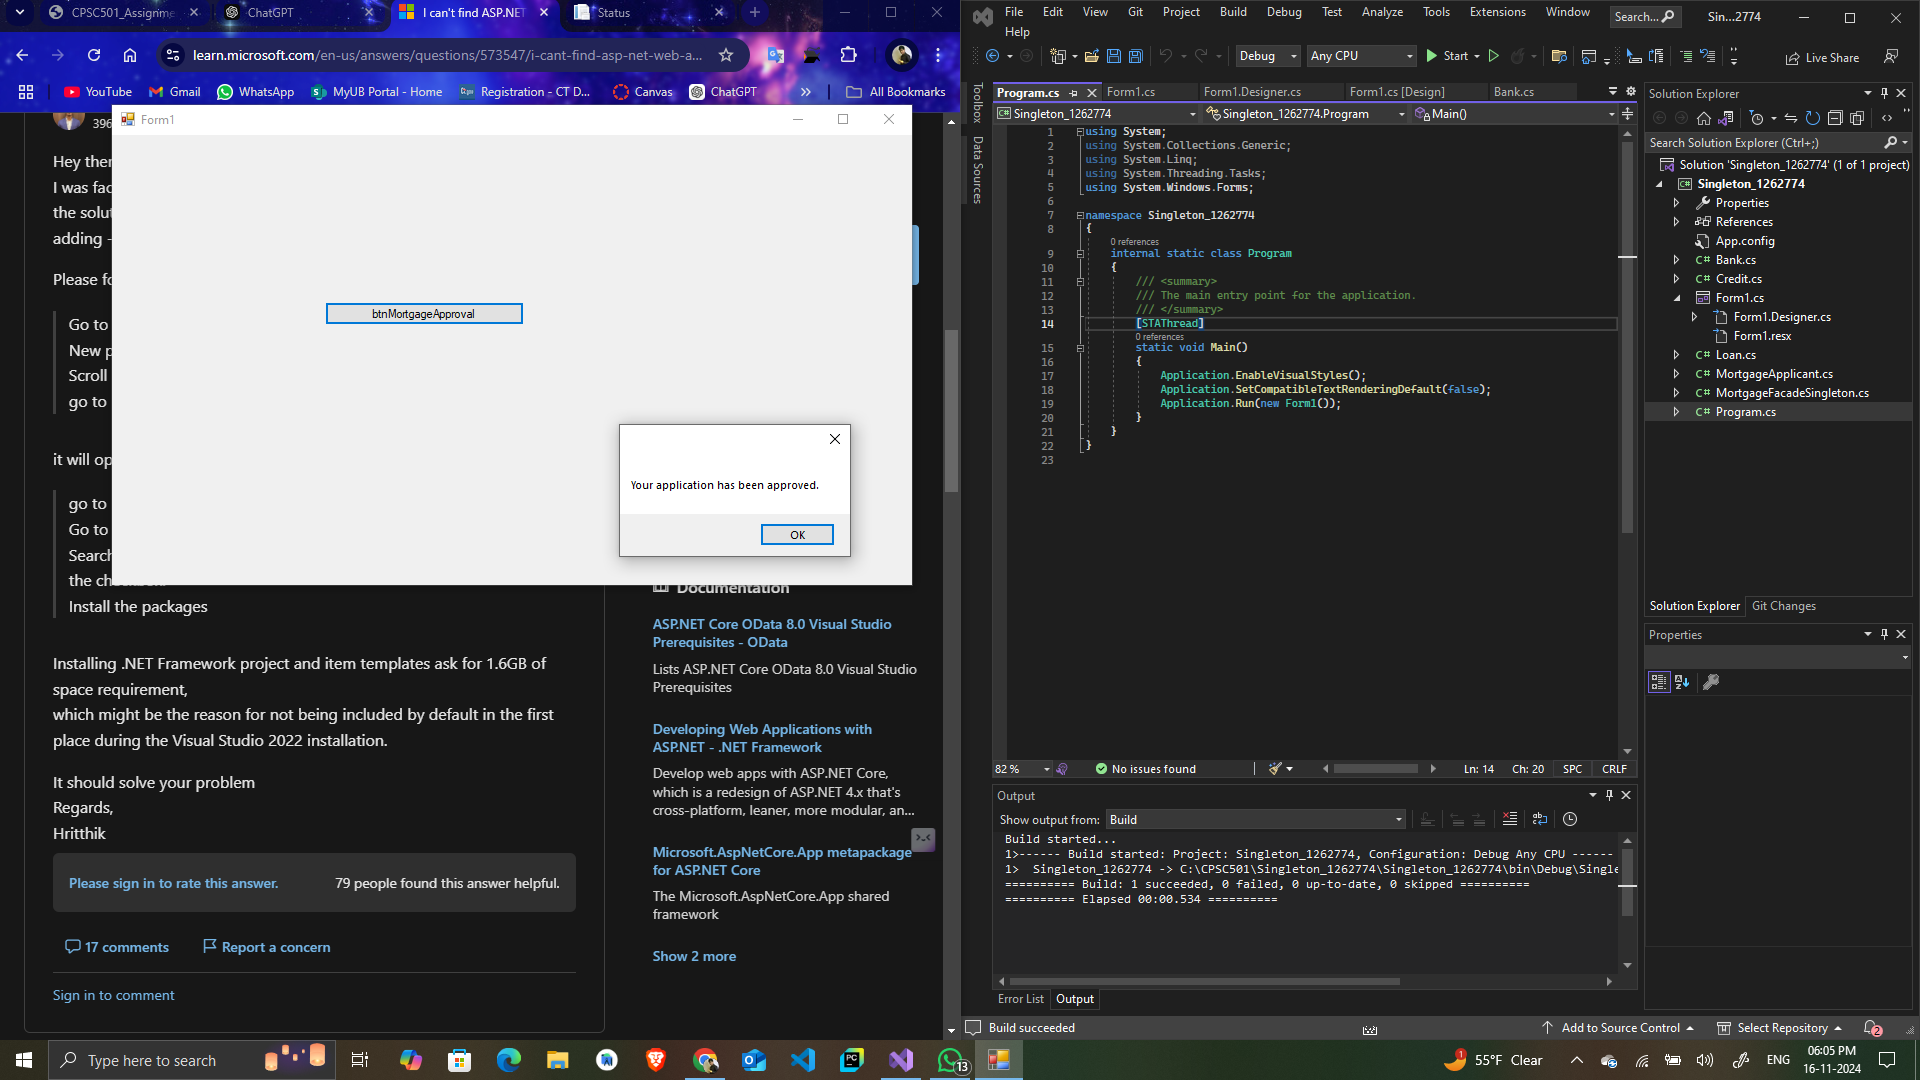 CPSC501_Assignme
ChatGPT
I can't find ASP.NET
Status
learn.microsoft.com/en-us/answers/questions/573547/i-cant-find-asp-net-web-a...
YouTube
Gmail
WhatsApp
MyUB Portal - Home
Registration - CT D...
Canvas
ChatGPT
All Bookmarks
396
Hey ther
I was fac
the solut
adding -
Please fo
Go to
New p
Scroll
go to
it will op
go to
Go to
Search
Install the packages
Installing .NET Framework project and item templates ask for 1.6GB of
space requirement,
which might be the reason for not being included by default in the first
place during the Visual Studio 2022 installation.
It should solve your problem
Regards,
Hritthik
Please sign in to rate this answer.
79 people found this answer helpful.
17 comments
Report a concern
Sign in to comment
Form1
btnMortgageApproval
Your application has been approved.
OK
Documentation
ASP.NET Core OData 8.0 Visual Studio
Prerequisites - OData
Lists ASP.NET Core OData 8.0 Visual Studio
Prerequisites
Developing Web Applications with
ASP.NET - .NET Framework
Develop web apps with ASP.NET Core,
which is a redesign of ASP.NET 4.x that's
cross-platform, leaner, more modular, an...
Microsoft.AspNetCore.App metapackage
for ASP.NET Core
The Microsoft.AspNetCore.App shared
framework
Show 2 more
File Edit View Git Project Build Debug Test Analyze Tools Extensions Window
Help
Search...
Sin...2774
Debug
Any CPU
Start
Live Share
Toolbox
Data Sources
Program.cs
Form1.cs
Form1.Designer.cs
Form1.cs [Design]
Bank.cs
Singleton_1262774
Singleton_1262774.Program
Main()
1 using System;
2 using System.Collections.Generic;
3 using System.Linq;
4 using System.Threading.Tasks;
5 using System.Windows.Forms;
6
7 namespace Singleton_1262774
8 {
0 references
9 internal static class Program
10 {
11 /// <summary>
12 /// The main entry point for the application.
13 /// </summary>
14 [STAThread]
0 references
15 static void Main()
16 {
17 Application.EnableVisualStyles();
18 Application.SetCompatibleTextRenderingDefault(false);
19 Application.Run(new Form1());
20 }
21 }
22 }
23
82 %
No issues found
Ln: 14
Ch: 20
SPC
CRLF
Output
Show output from:
Build
Build started...
1>------ Build started: Project: Singleton_1262774, Configuration: Debug Any CPU ------
1> Singleton_1262774 -> C:\CPSC501\Singleton_1262774\Singleton_1262774\bin\Debug\Single
========== Build: 1 succeeded, 0 failed, 0 up-to-date, 0 skipped ==========
========== Elapsed 00:00.534 ==========
Error List
Output
Solution Explorer
Search Solution Explorer (Ctrl+;)
Solution 'Singleton_1262774' (1 of 1 project)
Singleton_1262774
Properties
References
App.config
Bank.cs
Credit.cs
Form1.cs
Form1.Designer.cs
Form1.resx
Loan.cs
MortgageApplicant.cs
MortgageFacadeSingleton.cs
Program.cs
Solution Explorer
Git Changes
Properties
Build succeeded
Add to Source Control
Select Repository
2
Type here to search
13
1
55°F Clear
ENG
06:05 PM
16-11-2024